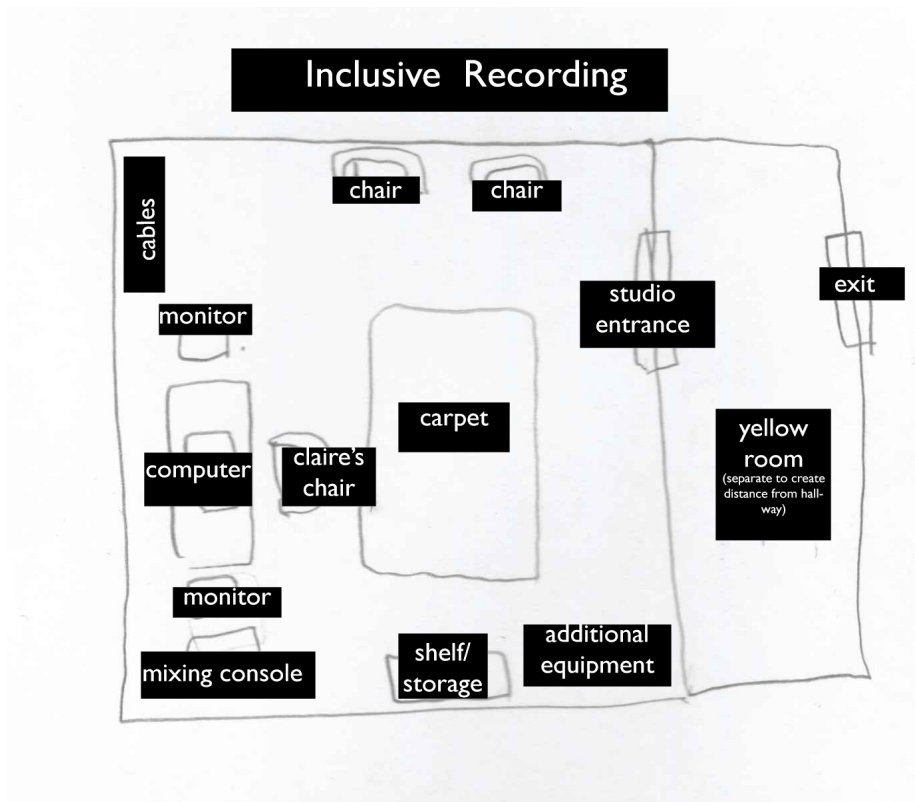 Inclusive Recording
chair
chair
cables
monitor
studio
entrance
exit
carpet
yellow
room
(separate to create
distance from hall-
way)
computer
claire's
chair
monitor
mixing console
shelf/
storage
additional
equipment